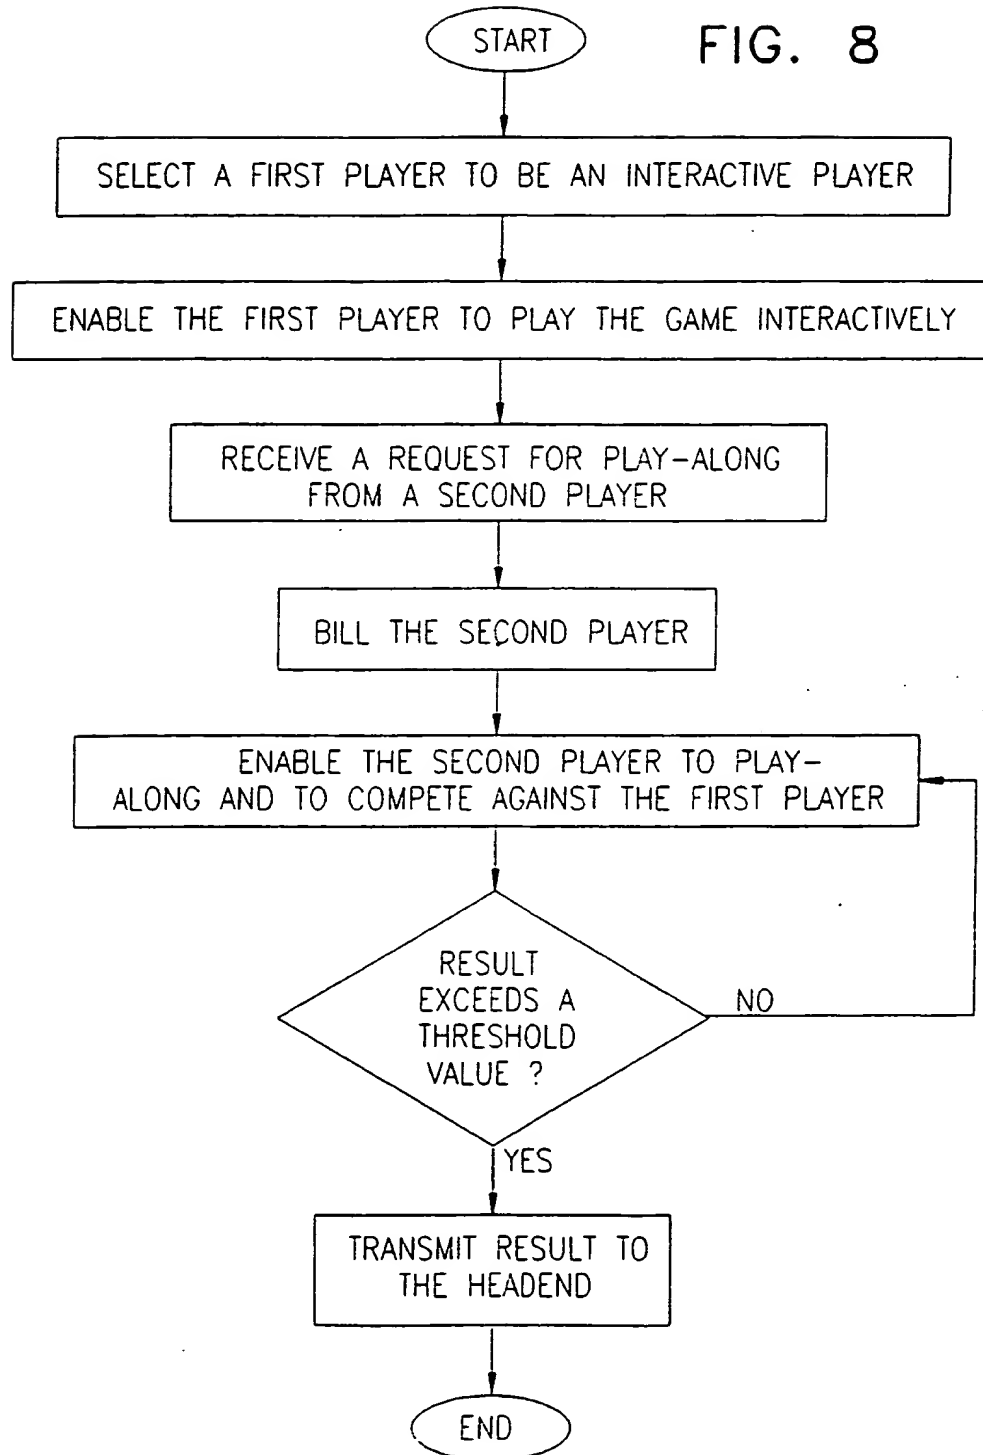 START
FIG. 8
SELECT A FIRST PLAYER TO BE AN INTERACTIVE PLAYER
ENABLE THE FIRST PLAYER TO PLAY THE GAME INTERACTIVELY
RECEIVE A REQUEST FOR PLAY-ALONG
FROM A SECOND PLAYER
BILL THE SECOND PLAYER
ENABLE THE SECOND PLAYER TO PLAY-
ALONG AND TO COMPETE AGAINST THE FIRST PLAYER
RESULT
EXCEEDS A
THRESHOLD
VALUE ?
NO
YES
TRANSMIT RESULT TO
THE HEADEND
END